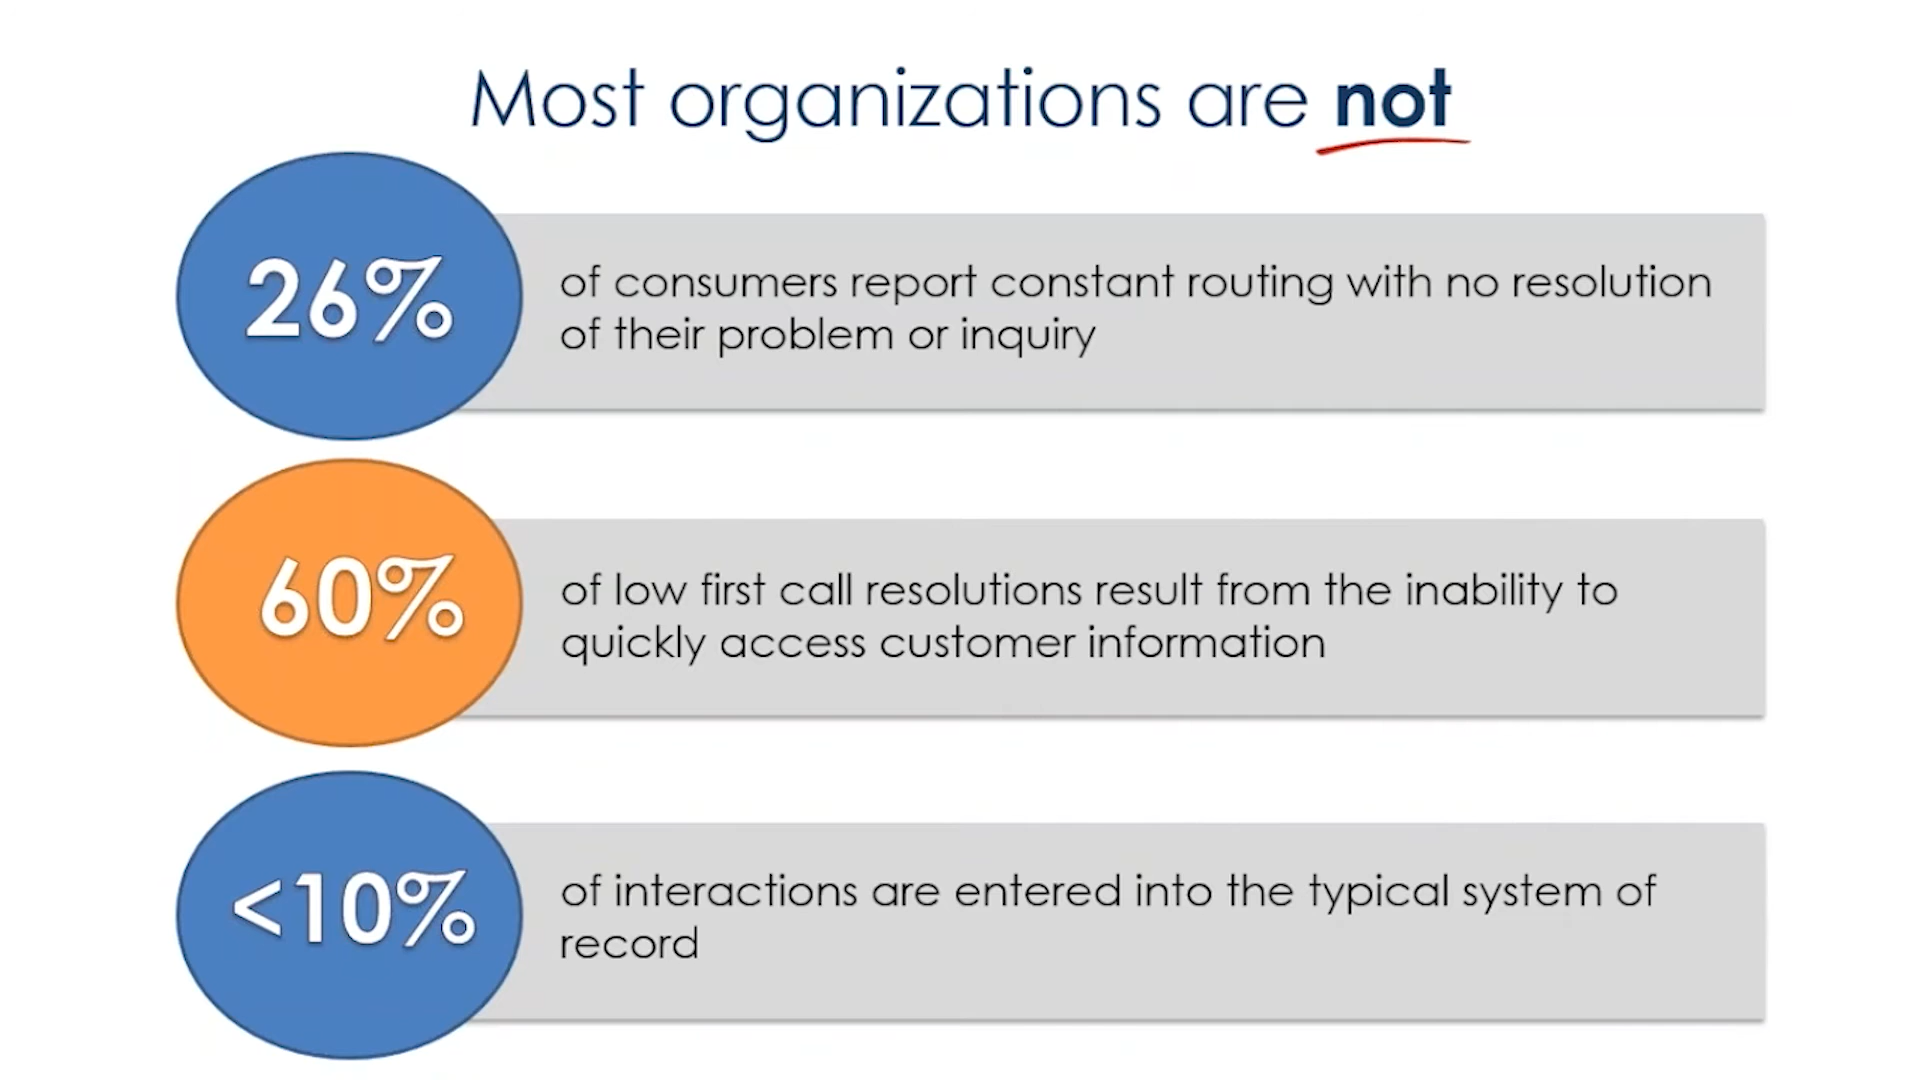 Most organizations are not
26%
of consumers report constant routing with no resolution
of their problem or inquiry
60%
of low first call resolutions result from the inability to
quickly access customer information
<10%
of interactions are entered into the typical system of
record